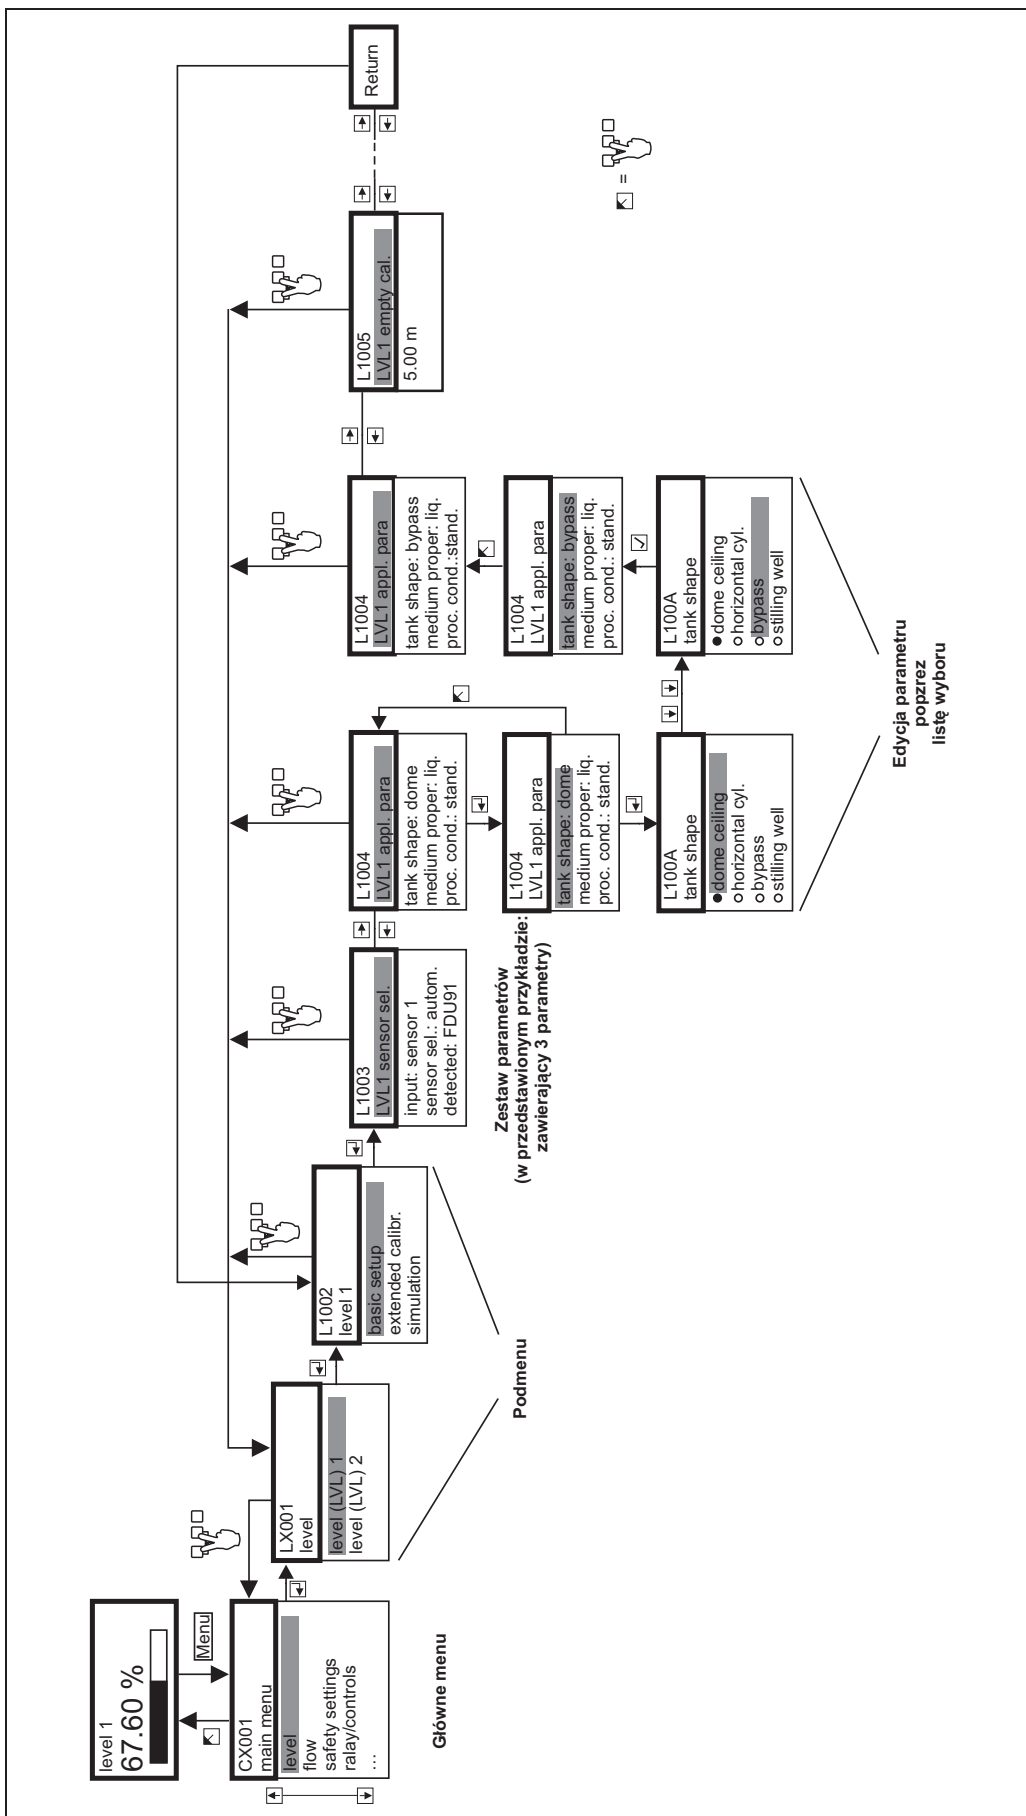 level 1
67.60 %
Menu
CX001
main menu
level
flow
safety settings
ralay/controls
...
Główne menu
LX001
level
level (LVL) 1
level (LVL) 2
L1002
level 1
basic setup
extended calibr.
simulation
Podmenu
L1003
LVL1 sensor sel.
input: sensor 1
sensor sel.: autom.
detected: FDU91
L1004
LVL1 appl. para
tank shape: dome
medium proper: liq.
proc. cond.: stand.
L1004
LVL1 appl. para
tank shape: dome
medium proper: liq.
proc. cond.: stand.
Zestaw parametrów
(w przedstawionym przykładzie:
zawierający 3 parametry)
L100A
tank shape
dome ceiling
horizontal cyl.
bypass
stilling well
L1004
LVL1 appl. para
tank shape: bypass
medium proper: liq.
proc. cond.:stand.
L1004
LVL1 appl. para
tank shape: bypass
medium proper: liq.
proc. cond.: stand.
L100A
tank shape
dome ceiling
horizontal cyl.
bypass
stilling well
Edycja parametru
popzrez
listę wyboru
L1005
LVL1 empty cal.
5.00 m
Return
=